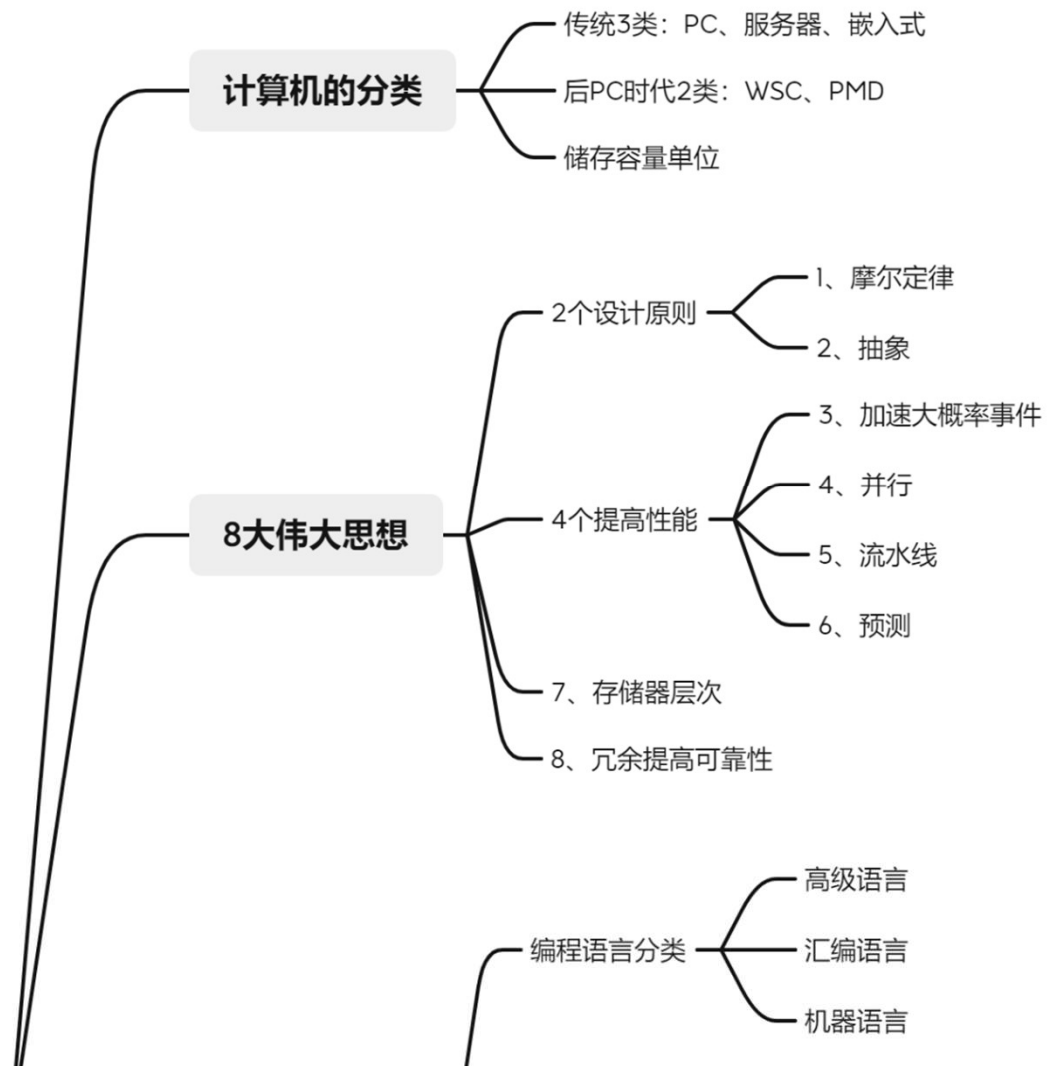 计算机的分类
传统3类：PC、服务器、嵌入式
后PC时代2类：WSC、PMD
储存容量单位
8大伟大思想
2个设计原则
1、摩尔定律
2、抽象
4个提高性能
3、加速大概率事件
4、并行
5、流水线
6、预测
7、存储器层次
8、冗余提高可靠性
编程语言分类
高级语言
汇编语言
机器语言